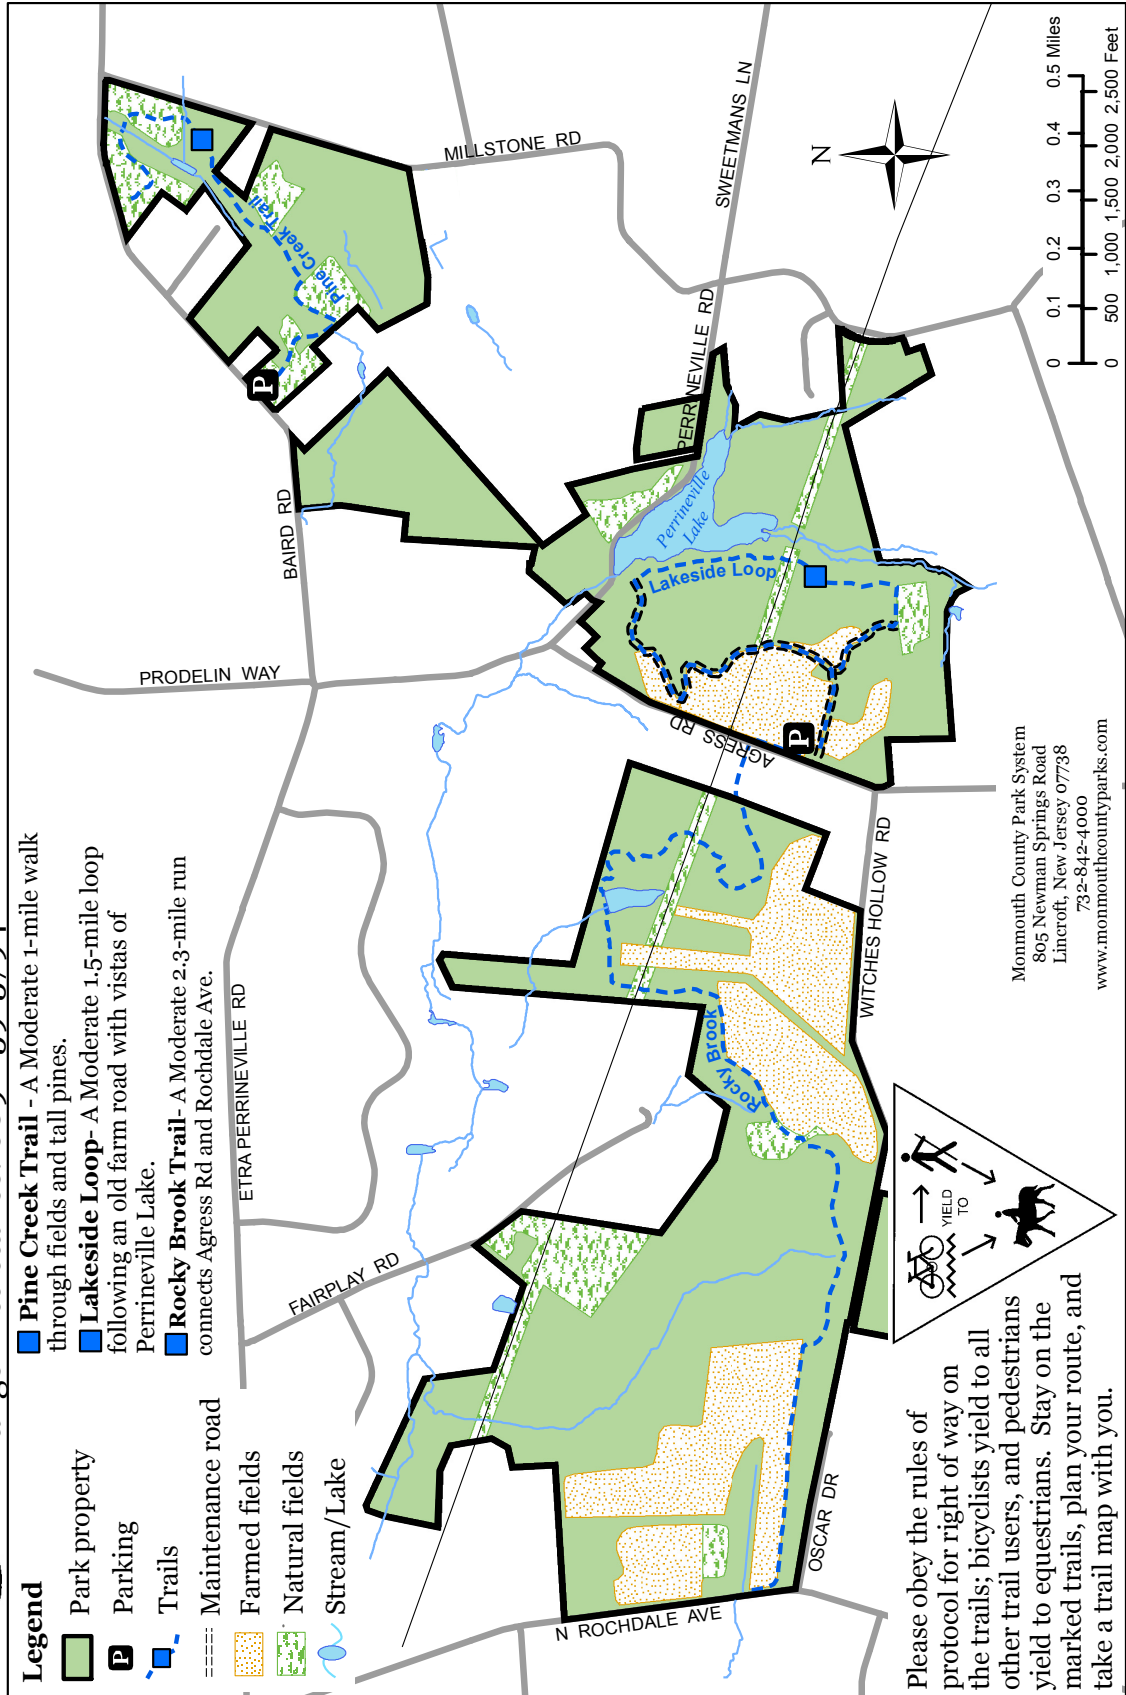 Pine Creek Trail - A Moderate 1-mile walk
through fields and tall pines.
Lakeside Loop- A Moderate 1.5-mile loop
following an old farm road with vistas of
Perrineville Lake.
Rocky Brook Trail- A Moderate 2.3-mile run
connects Agress Rd and Rochdale Ave.
Legend
Park property
P
Parking
Trails
Maintenance road
Farmed fields
Natural fields
Stream/Lake
ETRA PERRINEVILLE RD
FAIRPLAY RD
PRODELIN WAY
BAIRD RD
P
Pine Creek Trail
MILLSTONE RD
SWEETMANS LN
PERRINEVILLE RD
Perrineville
Lake
Lakeside Loop
AGRESS RD
P
WITCHES HOLLOW RD
Rocky Brook
OSCAR DR
N ROCHDALE AVE
N
0 0.1 0.2 0.3 0.4 0.5 Miles
0 500 1,000 1,500 2,000 2,500 Feet
Monmouth County Park System
805 Newman Springs Road
Lincroft, New Jersey 07738
732-842-4000
www.monmouthcountyparks.com
YIELD
TO
Please obey the rules of
protocol for right of way on
the trails; bicyclists yield to all
other trail users, and pedestrians
yield to equestrians. Stay on the
marked trails, plan your route, and
take a trail map with you.